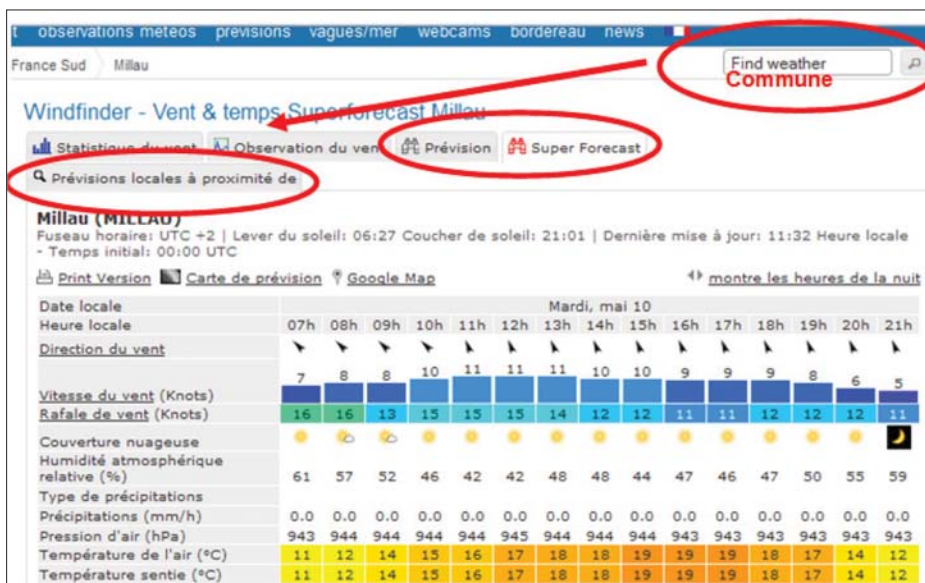 t observations météos prévisions vagues/mer webcams bordereau news
France Sud Millau
Find weather
Commune
Windfinder - Vent & temps Superforecast Millau
Statistique du vent Observation du ven Prévision Super Forecast
Prévisions locales à proximité de
Millau (MILLAU)
Fuseau horaire: UTC +2 | Lever du soleil: 06:27 Coucher de soleil: 21:01 | Dernière mise à jour: 11:32 Heure locale
- Temps initial: 00:00 UTC
Print Version Carte de prévision Google Map montre les heures de la nuit
Date locale Mardi, mai 10
Heure locale 07h 08h 09h 10h 11h 12h 13h 14h 15h 16h 17h 18h 19h 20h 21h
Direction du vent
Vitesse du vent (Knots) 7 8 8 10 11 11 11 10 10 9 9 9 8 6 5
Rafale de vent (Knots) 16 16 13 15 15 15 14 12 12 11 11 12 12 12 11
Couverture nuageuse
Humidité atmosphérique
relative (%) 61 57 52 46 42 42 48 48 44 47 46 47 50 55 59
Type de précipitations
Précipitations (mm/h) 0.0 0.0 0.0 0.0 0.0 0.0 0.0 0.0 0.0 0.0 0.0 0.0 0.0 0.0 0.0
Pression d'air (hPa) 943 944 944 944 944 945 944 944 944 943 943 943 943 943 943
Température de l'air (°C) 11 12 14 15 16 17 18 18 19 19 19 18 17 14 12
Température sentie (°C) 11 12 14 15 16 17 18 18 19 19 19 18 17 14 12